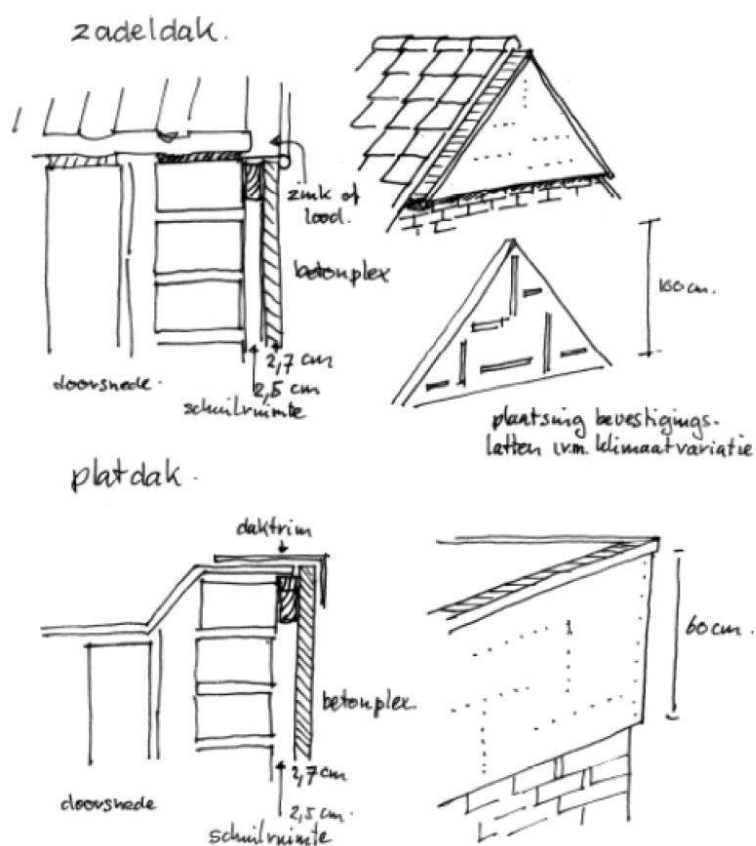 zadeldak.
zink of
lood.
betonplex
2,7 cm
2,5 cm
schuilruimte
doorsnede.
100 cm.
plaatsing bevestigings-
latten i.v.m. klimaatvariatie
platdak.
daktrim
betonplex.
2,7 cm
2,5 cm.
schuilruimte
doorsnede
60 cm.